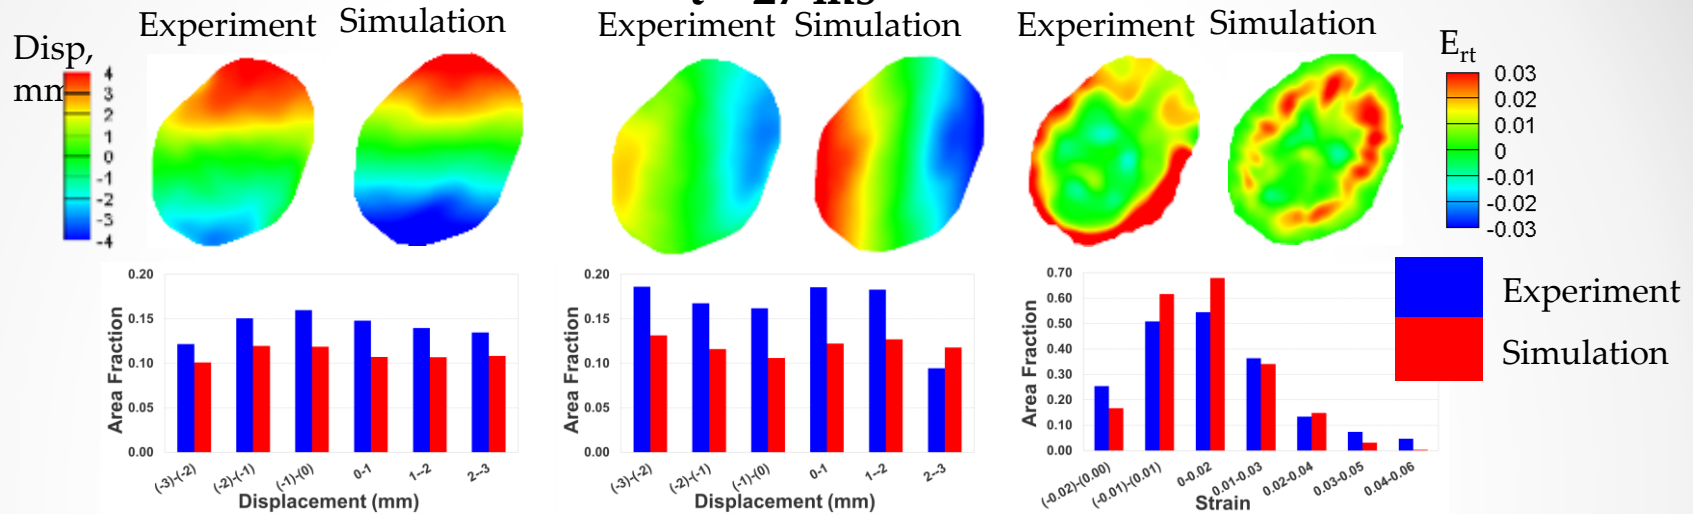 27 ms
Experiment Simulation Experiment Simulation Experiment Simulation
Disp,
mm
4
3
2
1
0
-1
-2
-3
-4
E_rt
0.03
0.02
0.01
0
-0.01
-0.02
-0.03
Area Fraction
0.20
0.15
0.10
0.05
0.00
(-3)-(-2) (-2)-(-1) (-1)-(0) 0-1 1--2 2--3
Displacement (mm)
Area Fraction
0.20
0.15
0.10
0.05
0.00
(-3)-(-2) (-2)-(-1) (-1)-(0) 0-1 1--2 2--3
Displacement (mm)
Area Fraction
0.70
0.60
0.50
0.40
0.30
0.20
0.10
0.00
(-0.02)-(0.00) (-0.01)-(0.01) 0-0.02 0.01-0.03 0.02-0.04 0.03-0.05 0.04-0.06
Strain
Experiment
Simulation